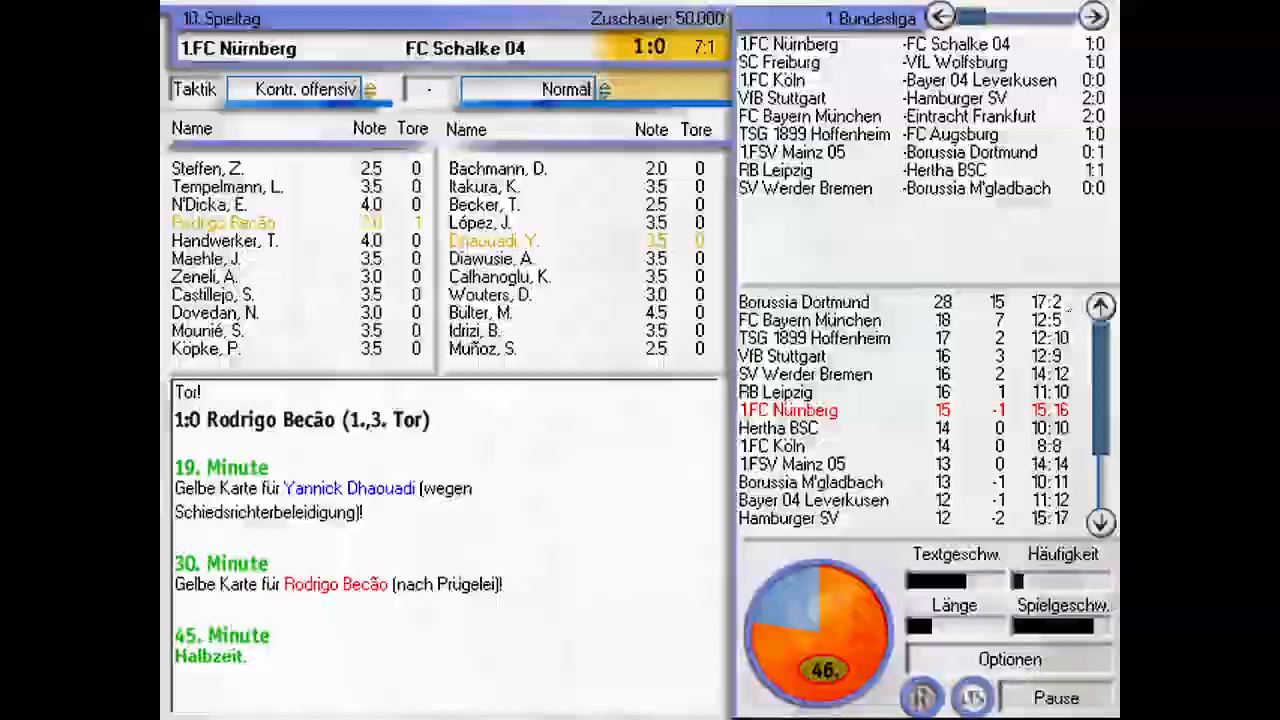 10. Spieltag Zuschauer: 50.000
1.FC Nürnberg FC Schalke 04 1:0 7:1
Taktik Kontr. offensiv - Normal
Name Note Tore Name Note Tore
Steffen, Z. 2.5 0 Bachmann, D. 2.0 0
Tempelmann, L. 3.5 0 Itakura, K. 3.5 0
N'Dicka, E. 4.0 0 Becker, T. 2.5 0
Rodrigo Becão 1 López, J. 3.5 0
Handwerker, T. 4.0 0 Dhaouadi, Y. 3.5 0
Maehle, J. 3.5 0 Diawusie, A. 3.5 0
Zeneli, A. 3.0 0 Calhanoglu, K. 3.5 0
Castillejo, S. 3.5 0 Wouters, D. 3.0 0
Dovedan, N. 3.0 0 Bülter, M. 4.5 0
Mounié, S. 3.5 0 Idrizi, B. 3.5 0
Köpke, P. 3.5 0 Muñoz, S. 2.5 0
Tor!
1:0 Rodrigo Becão (1.,3. Tor)
19. Minute
Gelbe Karte für Yannick Dhaouadi (wegen
Schiedsrichterbeleidigung)!
30. Minute
Gelbe Karte für Rodrigo Becão (nach Prügelei)!
45. Minute
Halbzeit.
1. Bundesliga
1.FC Nürnberg -FC Schalke 04 1:0
SC Freiburg -VfL Wolfsburg 1:0
1.FC Köln -Bayer 04 Leverkusen 0:0
VfB Stuttgart -Hamburger SV 2:0
FC Bayern München -Eintracht Frankfurt 2:0
TSG 1899 Hoffenheim -FC Augsburg 1:0
1.FSV Mainz 05 -Borussia Dortmund 0:1
RB Leipzig -Hertha BSC 1:1
SV Werder Bremen -Borussia M'gladbach 0:0
Borussia Dortmund 28 15 17:2
FC Bayern München 18 7 12:5
TSG 1899 Hoffenheim 17 2 12:10
VfB Stuttgart 16 3 12:9
SV Werder Bremen 16 2 14:12
RB Leipzig 16 1 11:10
1.FC Nürnberg 15 -1 15:16
Hertha BSC 14 0 10:10
1.FC Köln 14 0 8:8
1.FSV Mainz 05 13 0 14:14
Borussia M'gladbach 13 -1 10:11
Bayer 04 Leverkusen 12 -1 11:12
Hamburger SV 12 -2 15:17
Textgeschw. Häufigkeit
Länge Spielgeschw.
46.
Optionen
Pause